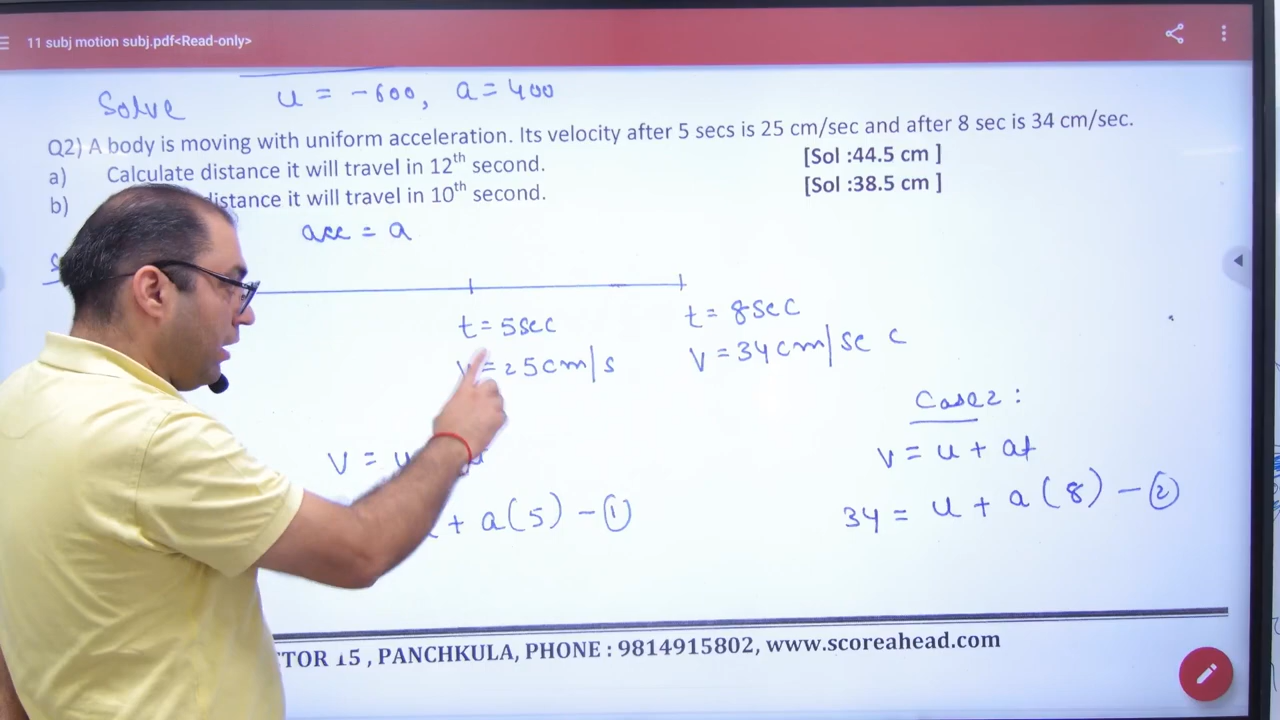 11 subj motion subj.pdf<Read-only>
Solve u = -600, a = 400
Q2) A body is moving with uniform acceleration. Its velocity after 5 secs is 25 cm/sec and after 8 sec is 34 cm/sec.
a) Calculate distance it will travel in 12th second. [Sol :44.5 cm ]
b) distance it will travel in 10th second. [Sol :38.5 cm ]
acc = a
t = 5sec t = 8sec
V = 25cm/s V = 34cm/sec
Case2 :
V = u V = u + at
+ a(5) - ① 34 = u + a(8) - ②
15 , PANCHKULA, PHONE : 9814915802, www.scoreahead.com